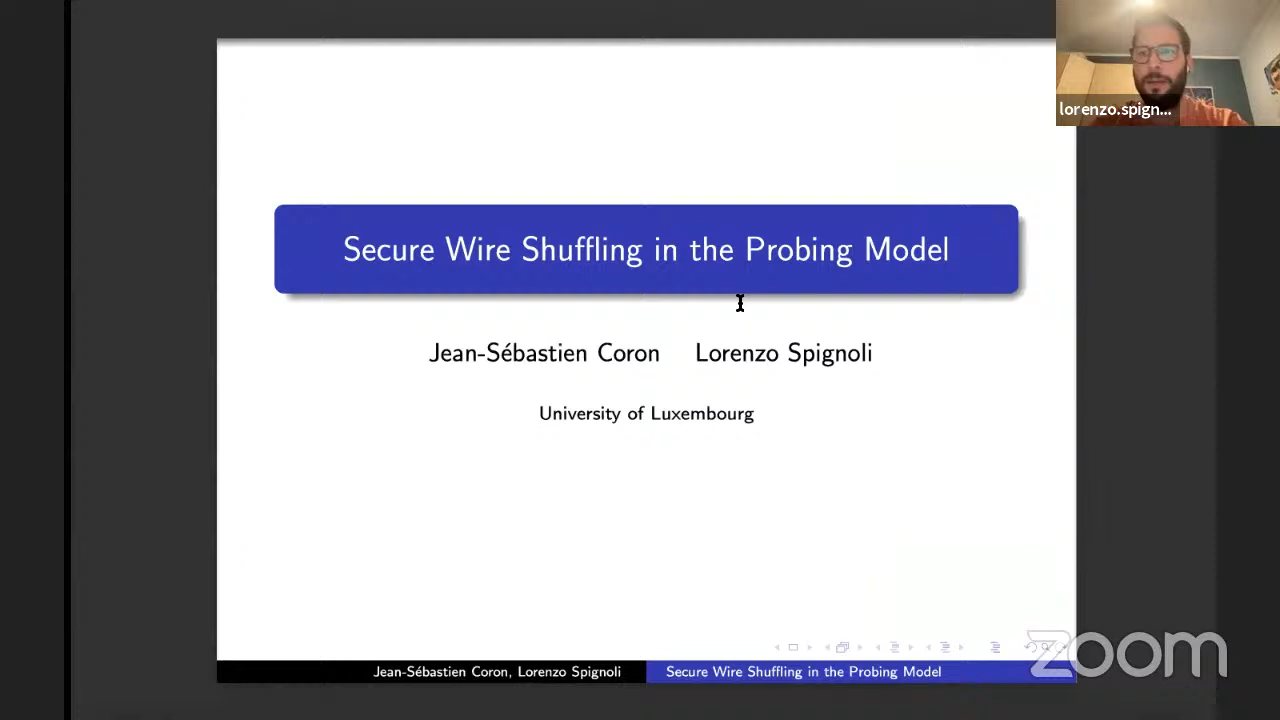 lorenzo.spign...
Secure Wire Shuffling in the Probing Model
Jean-Sébastien Coron Lorenzo Spignoli
University of Luxembourg
Jean-Sébastien Coron, Lorenzo Spignoli Secure Wire Shuffling in the Probing Model
zoom